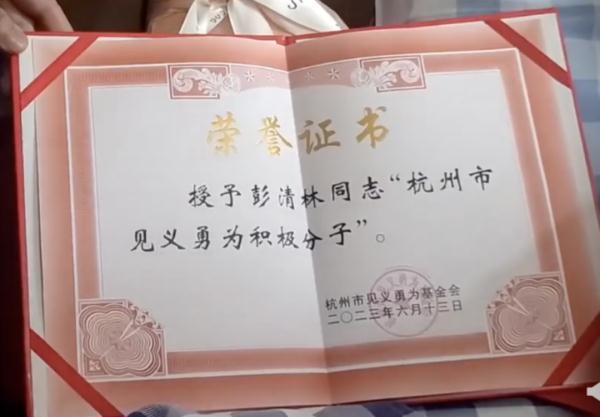 荣誉证书
授予彭清林同志“杭州市
见义勇为积极分子”。
杭州市见义勇为基金会
二〇二三年六月十三日